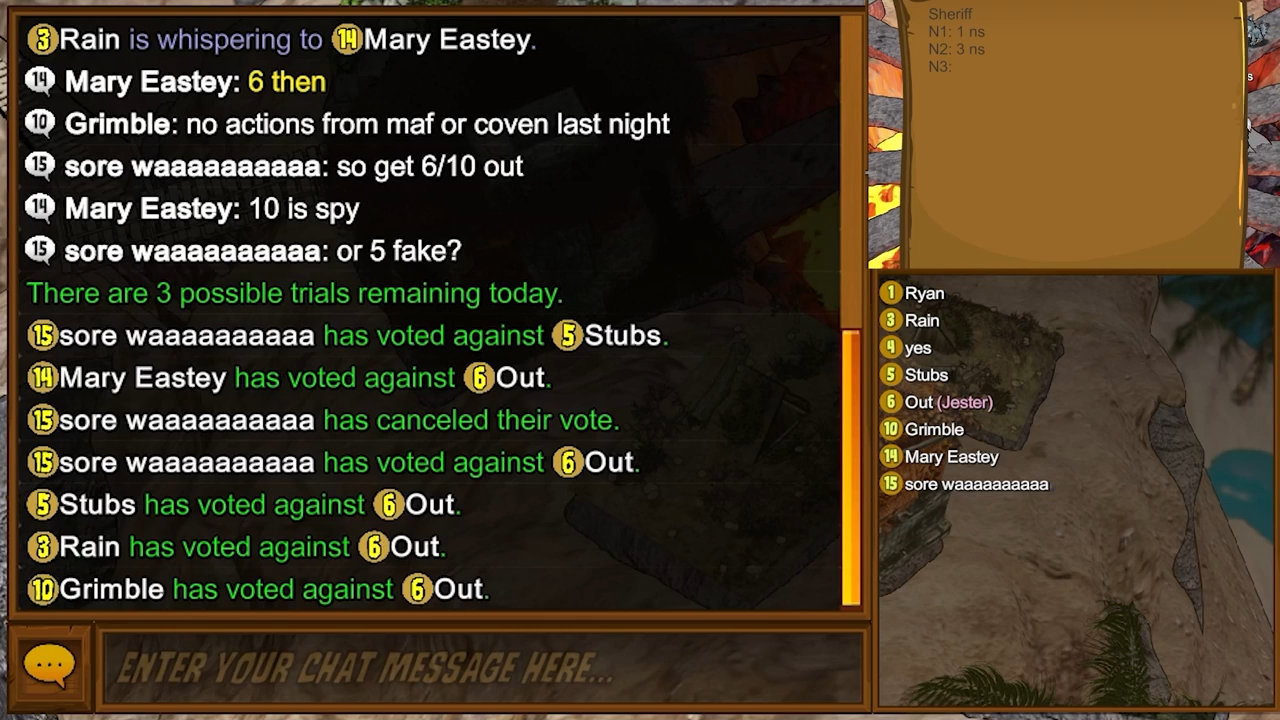 3 Rain is whispering to 14 Mary Eastey.
14 Mary Eastey: 6 then
10 Grimble: no actions from maf or coven last night
15 sore waaaaaaaaaaa: so get 6/10 out
14 Mary Eastey: 10 is spy
15 sore waaaaaaaaaaa: or 5 fake?
There are 3 possible trials remaining today.
15 sore waaaaaaaaaaa has voted against 5 Stubs.
14 Mary Eastey has voted against 6 Out.
15 sore waaaaaaaaaaa has canceled their vote.
15 sore waaaaaaaaaaa has voted against 6 Out.
5 Stubs has voted against 6 Out.
3 Rain has voted against 6 Out.
10 Grimble has voted against 6 Out.
ENTER YOUR CHAT MESSAGE HERE...
Sheriff
N1: 1 ns
N2: 3 ns
N3:
s
1 Ryan
3 Rain
4 yes
5 Stubs
6 Out (Jester)
10 Grimble
14 Mary Eastey
15 sore waaaaaaaaaaa